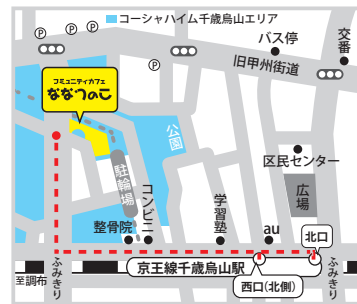 コーシャハイム千歳烏山エリア
P
P
P
バス停
交番
旧甲州街道
コミュニティカフェ
ななつのこ
公園
駐輪場
区民センター
広場
整骨院
コンビニ
学習塾
au
北口
至調布
ふみきり
京王線千歳烏山駅
西口(北側)
ふみきり